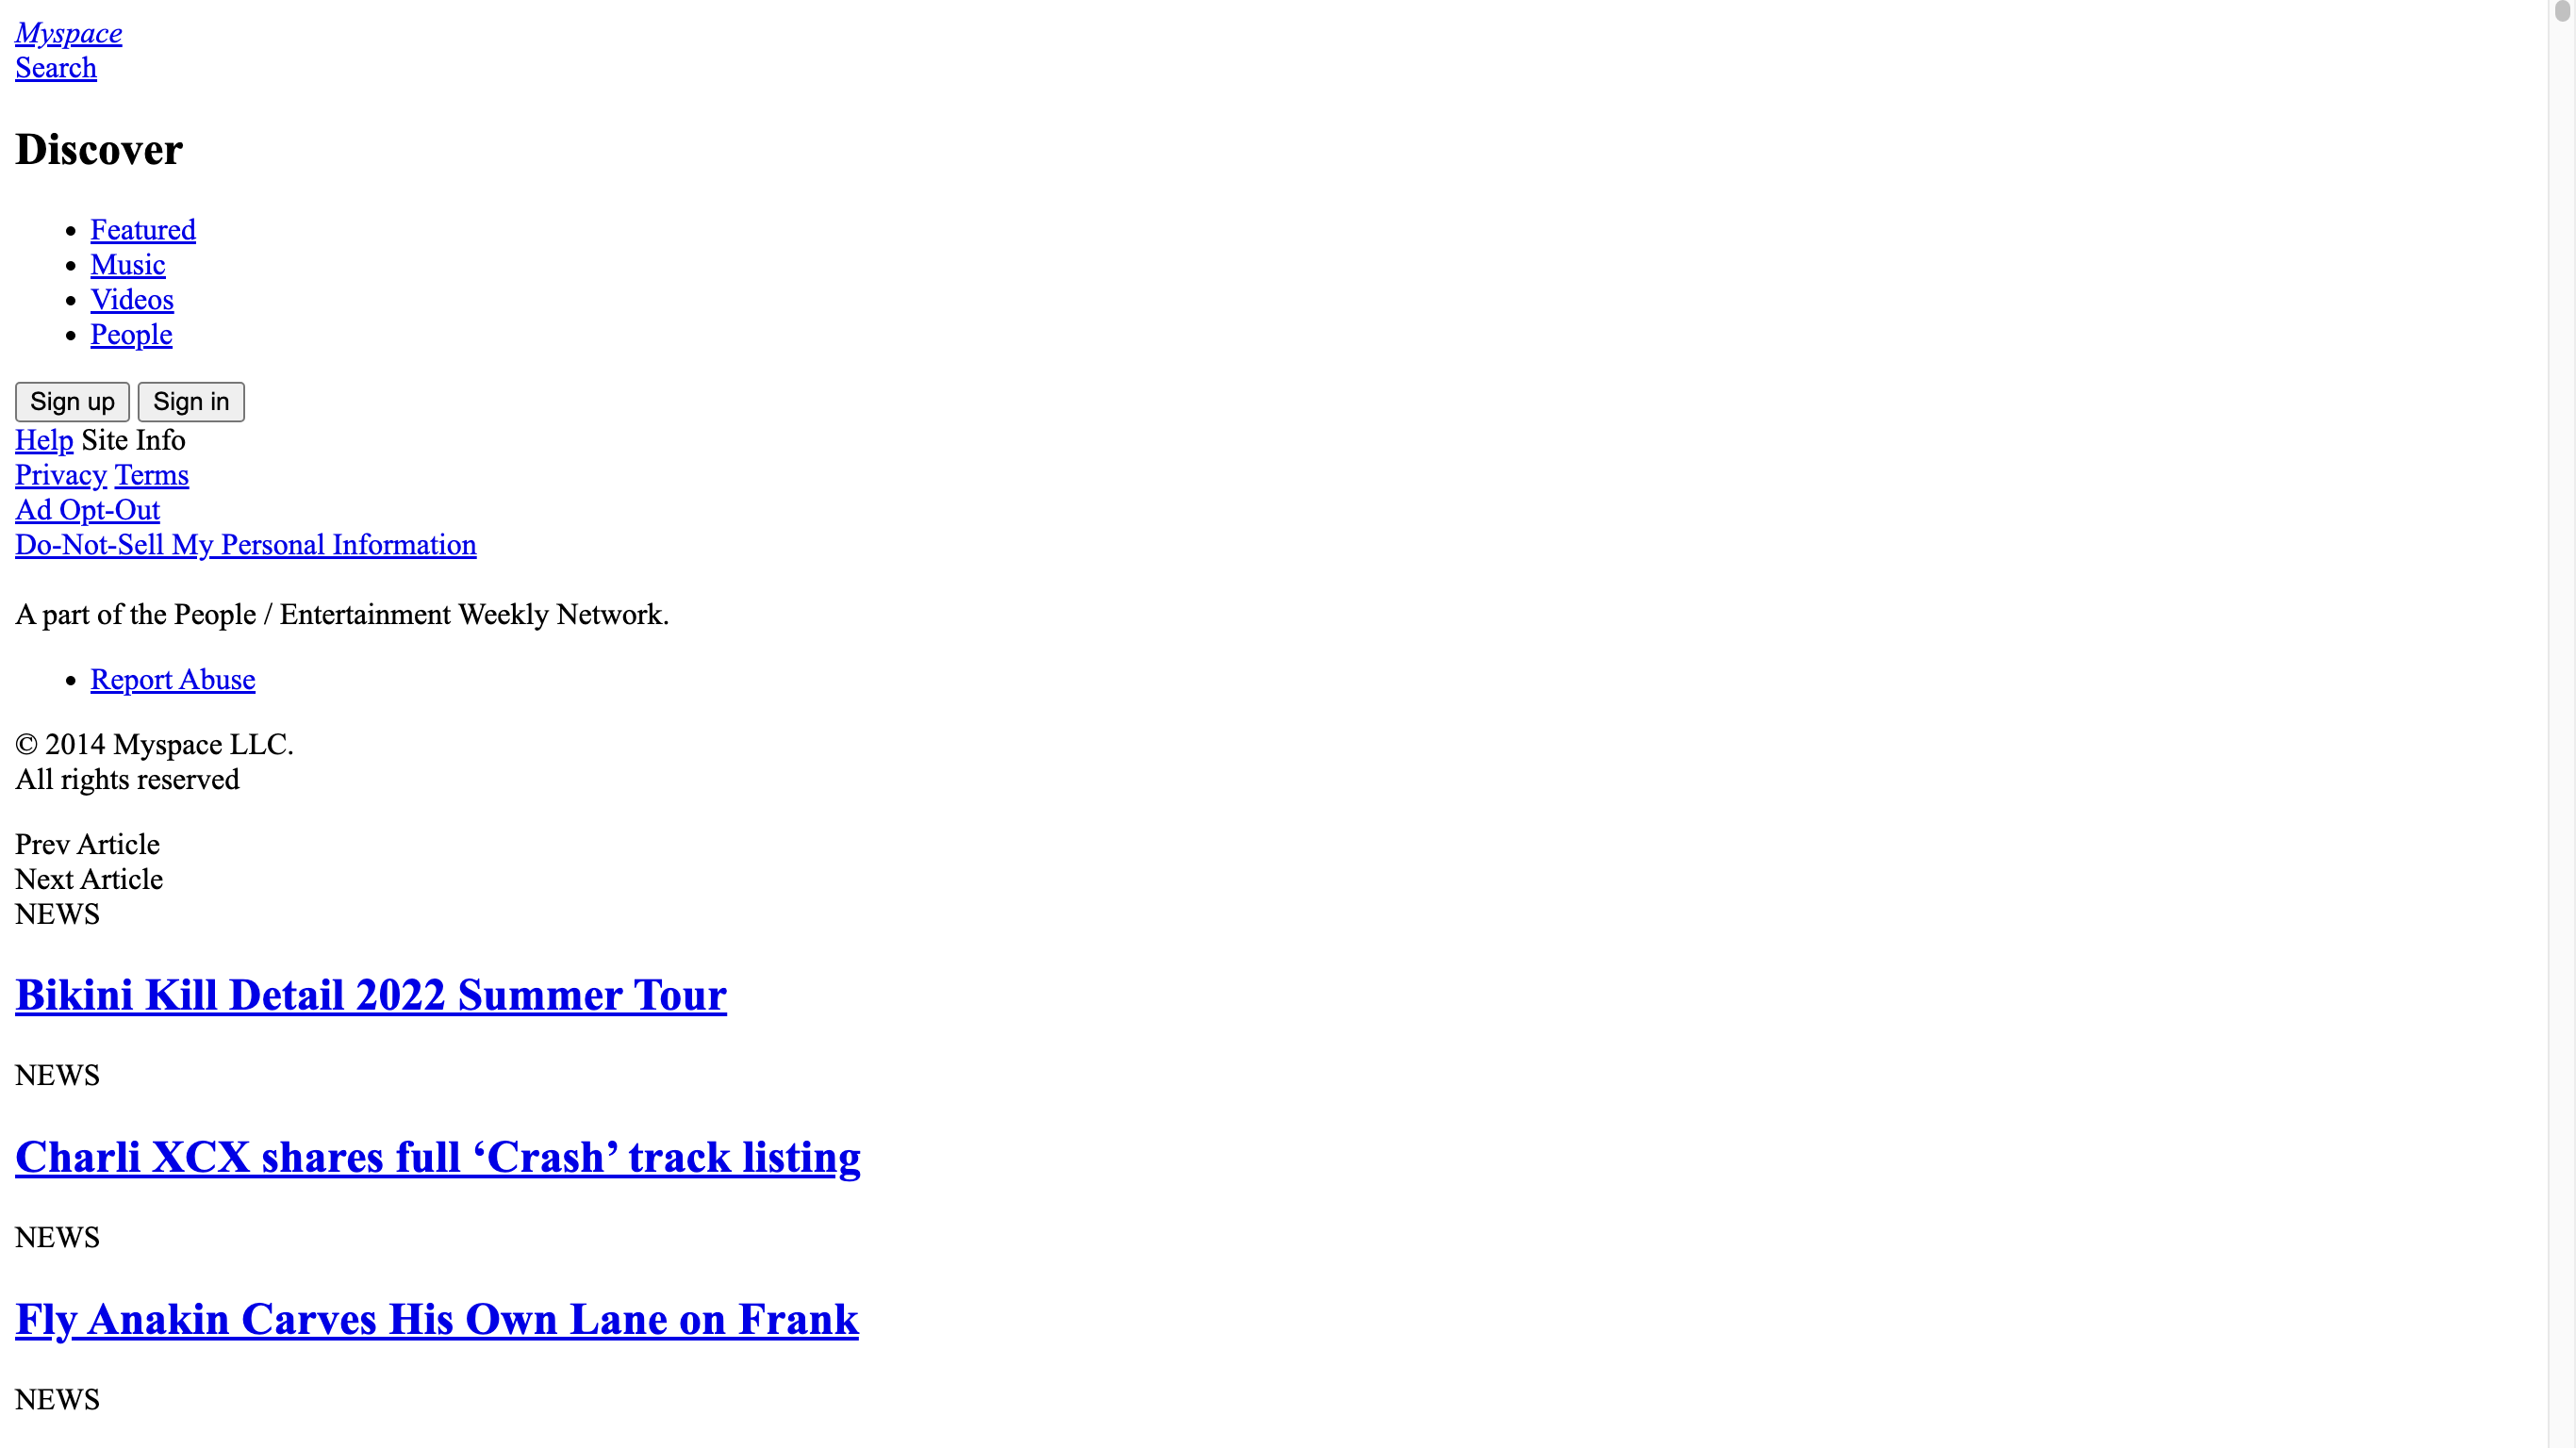 Myspace
Search
Discover
Featured
Music
Videos
People
Sign up Sign in
Help Site Info
Privacy Terms
Ad Opt-Out
Do-Not-Sell My Personal Information
A part of the People / Entertainment Weekly Network.
Report Abuse
© 2014 Myspace LLC.
All rights reserved
Prev Article
Next Article
NEWS
Bikini Kill Detail 2022 Summer Tour
NEWS
Charli XCX shares full ‘Crash’ track listing
NEWS
Fly Anakin Carves His Own Lane on Frank
NEWS